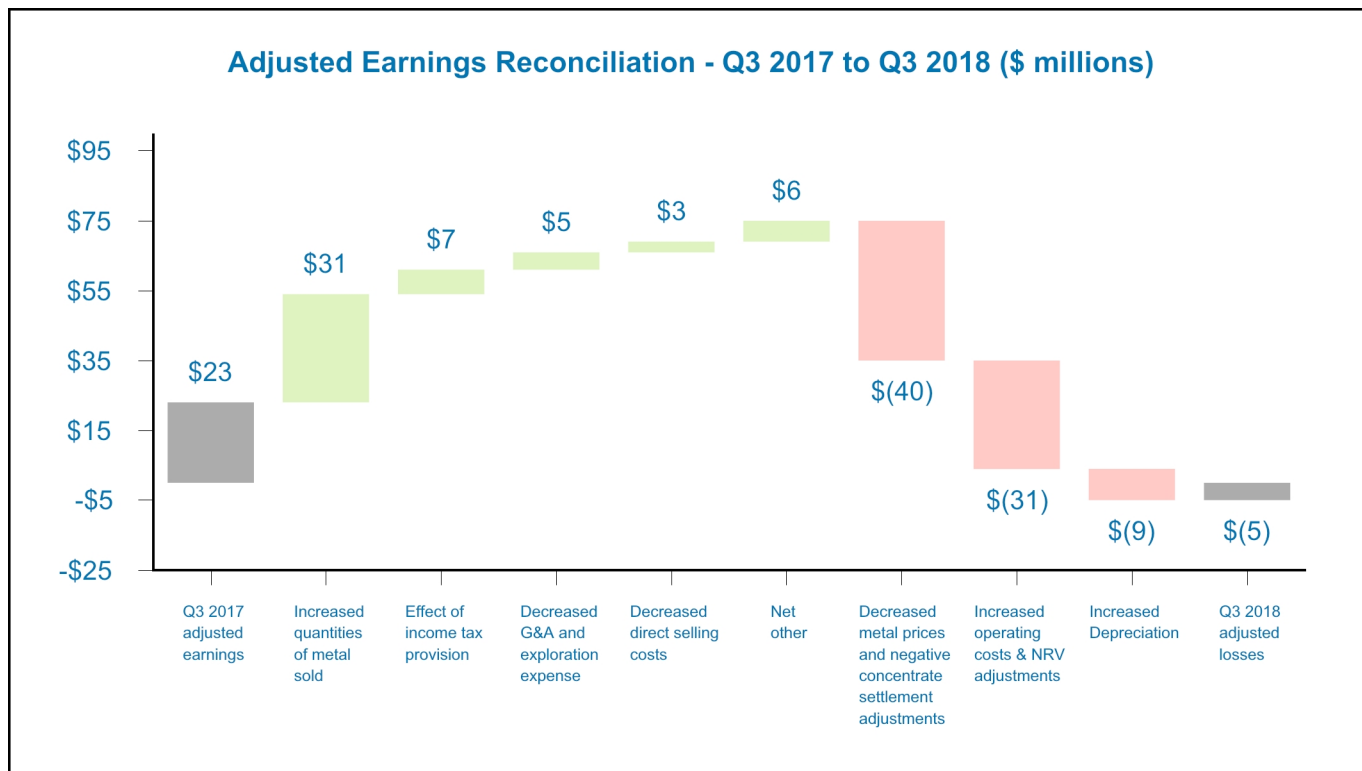 Adjusted Earnings Reconciliation - Q3 2017 to Q3 2018 ($ millions)
$95
$75
$55
$35
$15
-$5
-$25
$23
$31
$7
$5
$3
$6
$(40)
$(31)
$(9)
$(5)
Q3 2017
adjusted
earnings
Increased
quantities
of metal
sold
Effect of
income tax
provision
Decreased
G&A and
exploration
expense
Decreased
direct selling
costs
Net
other
Decreased
metal prices
and negative
concentrate
settlement
adjustments
Increased
operating
costs & NRV
adjustments
Increased
Depreciation
Q3 2018
adjusted
losses